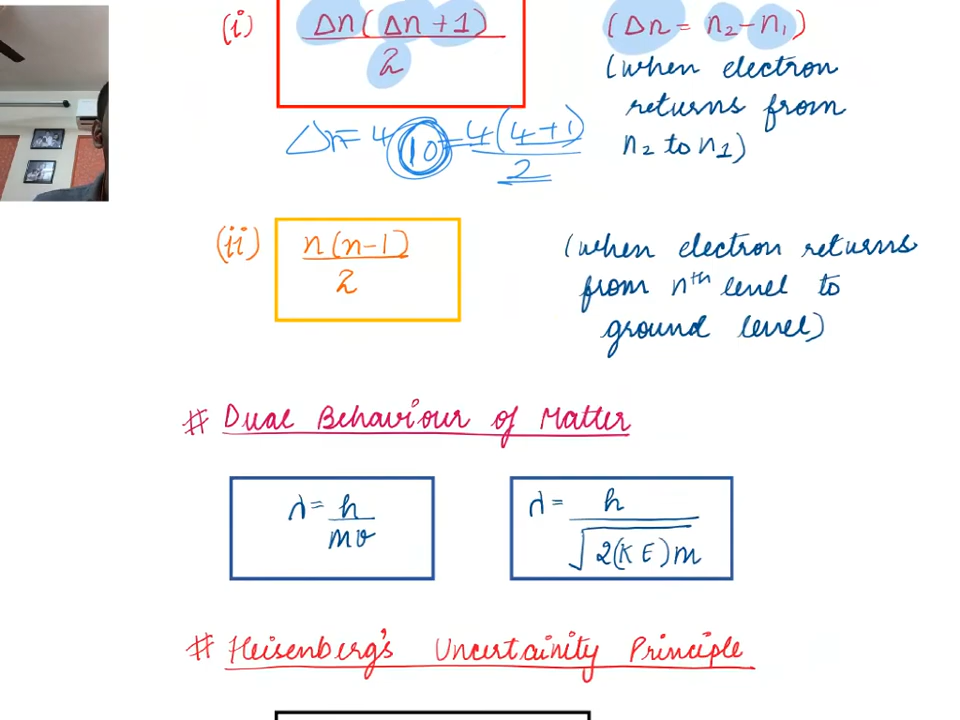 (i) Δn(Δn+1)/2 (Δn = n₂-n₁)
(when electron
returns from
n₂ to n₁)
Δn=4 10 = 4(4+1)/2
(ii) n(n-1)/2 (when electron returns
from nᵗʰ level to
ground level)
# Dual Behaviour of Matter
λ = h/mv λ = h/√2(KE)m
# Heisenberg's Uncertainity Principle